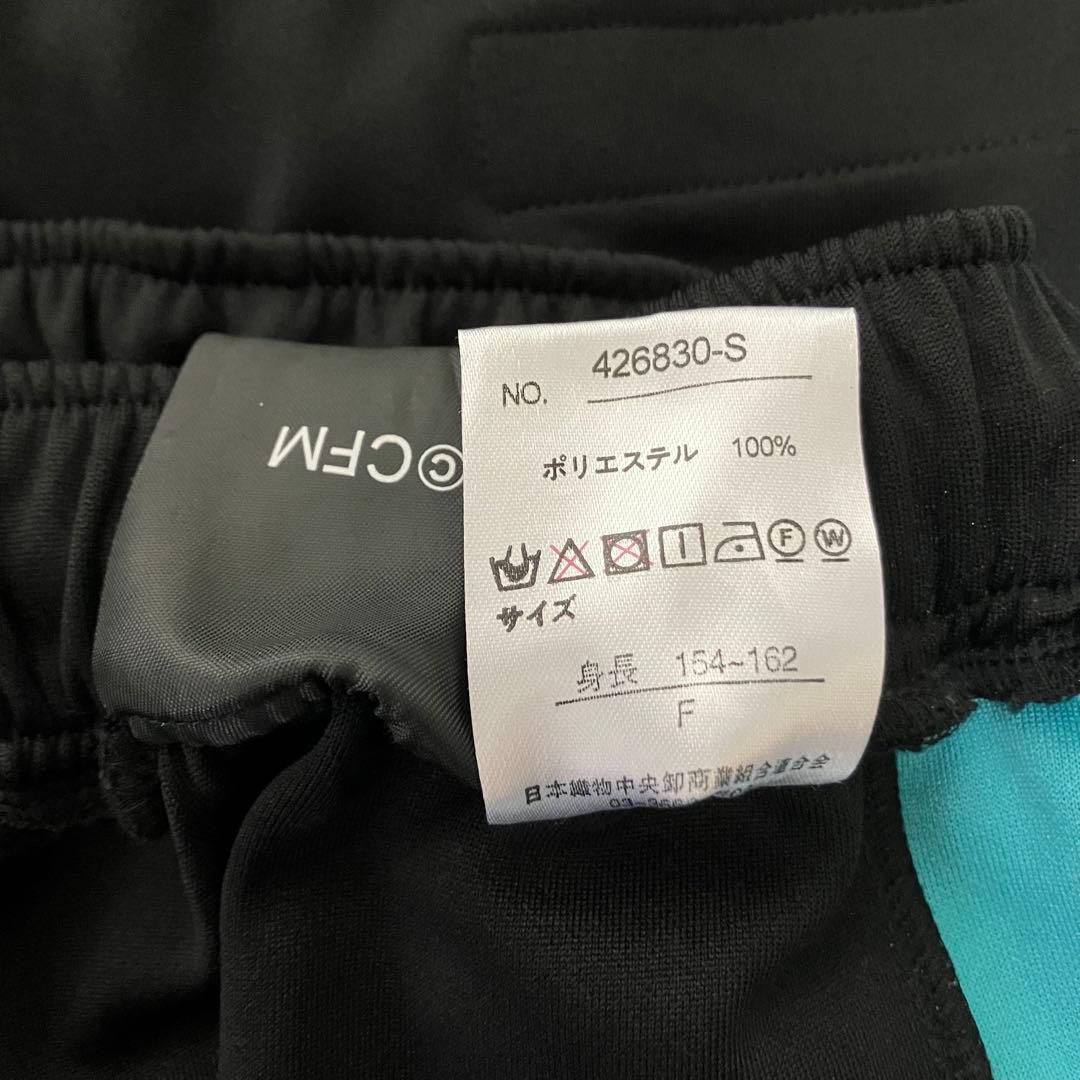 ©CFM
NO. 426830-S
ポリエステル 100%
F W
サイズ
身長 154~162
F
日本織物中央卸商業組合連合会